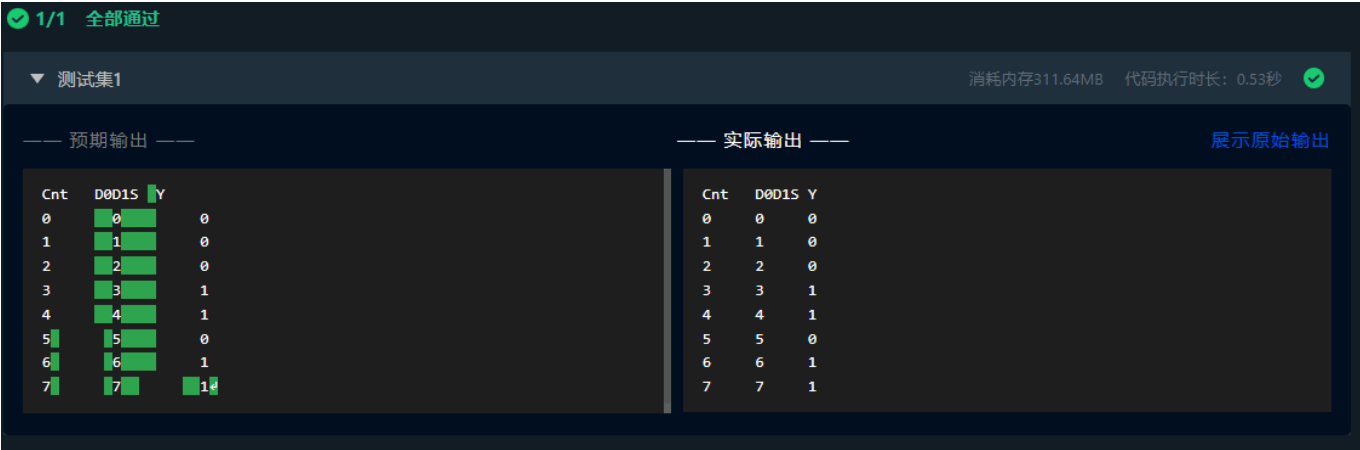 1/1 全部通过
测试集1 消耗内存311.64MB 代码执行时长：0.53秒
—— 预期输出 ——
Cnt D0D1S Y
0 0 0
1 1 0
2 2 0
3 3 1
4 4 1
5 5 0
6 6 1
7 7 1↵
—— 实际输出 —— 展示原始输出
Cnt D0D1S Y
0 0 0
1 1 0
2 2 0
3 3 1
4 4 1
5 5 0
6 6 1
7 7 1